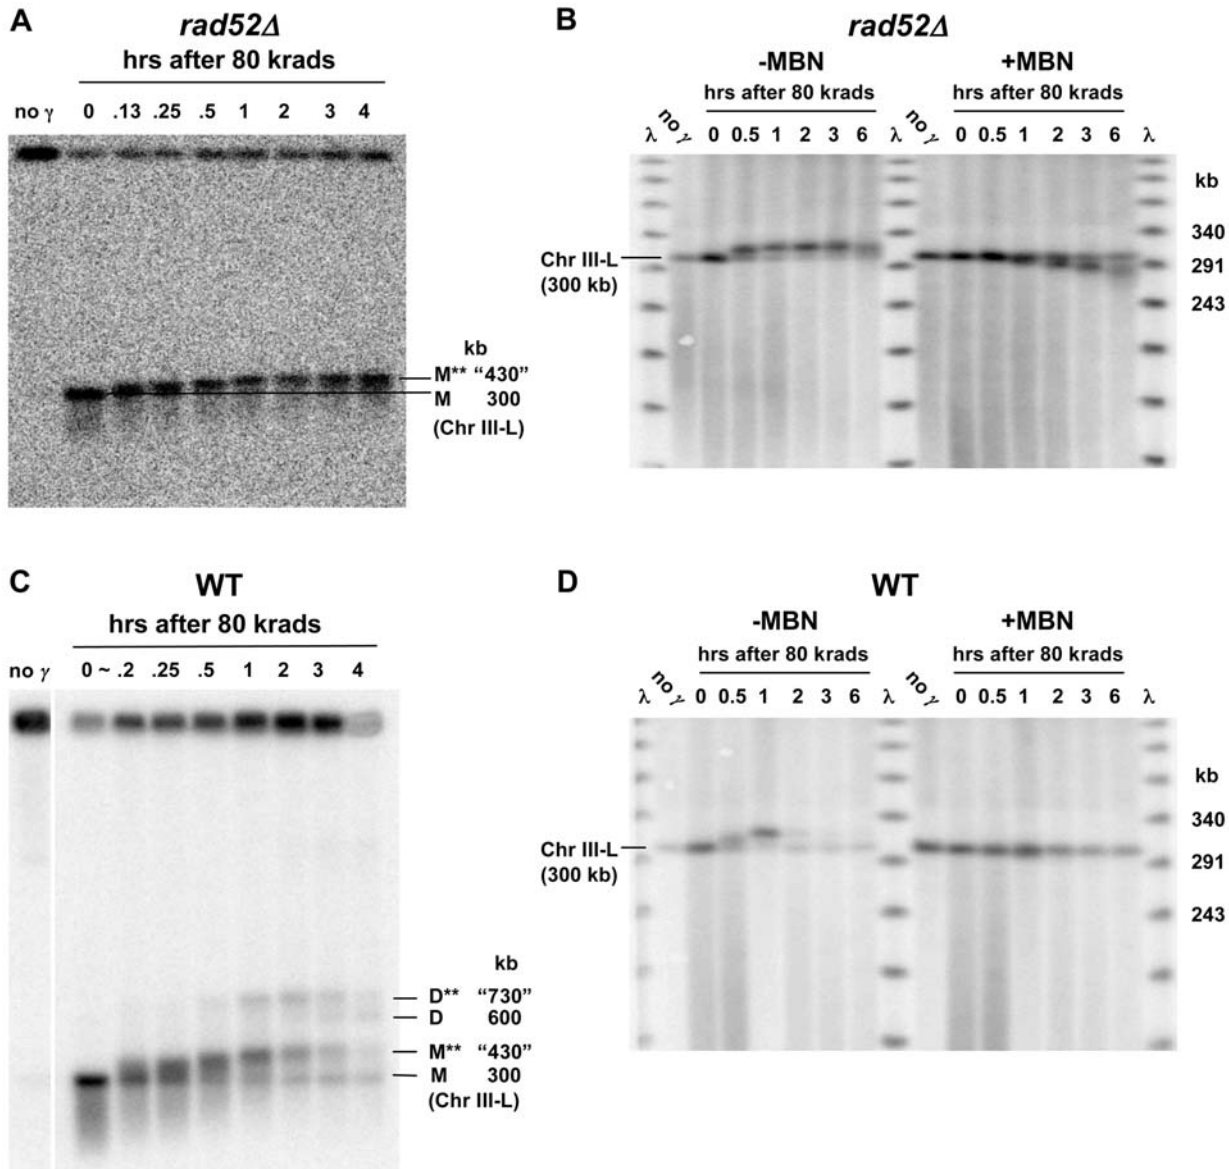 A
rad52Δ
hrs after 80 krads
no γ 0 .13 .25 .5 1 2 3 4
kb
M** “430”
M 300
(Chr III-L)
B
rad52Δ
-MBN +MBN
hrs after 80 krads hrs after 80 krads
λ no γ 0 0.5 1 2 3 6 λ no γ 0 0.5 1 2 3 6 λ
kb
340
Chr III-L
291
(300 kb)
243
C
WT
hrs after 80 krads
no γ 0 ~ .2 .25 .5 1 2 3 4
kb
D** “730”
D 600
M** “430”
M 300
(Chr III-L)
D
WT
-MBN +MBN
hrs after 80 krads hrs after 80 krads
λ no γ 0 0.5 1 2 3 6 λ no γ 0 0.5 1 2 3 6 λ
kb
340
Chr III-L
291
(300 kb)
243